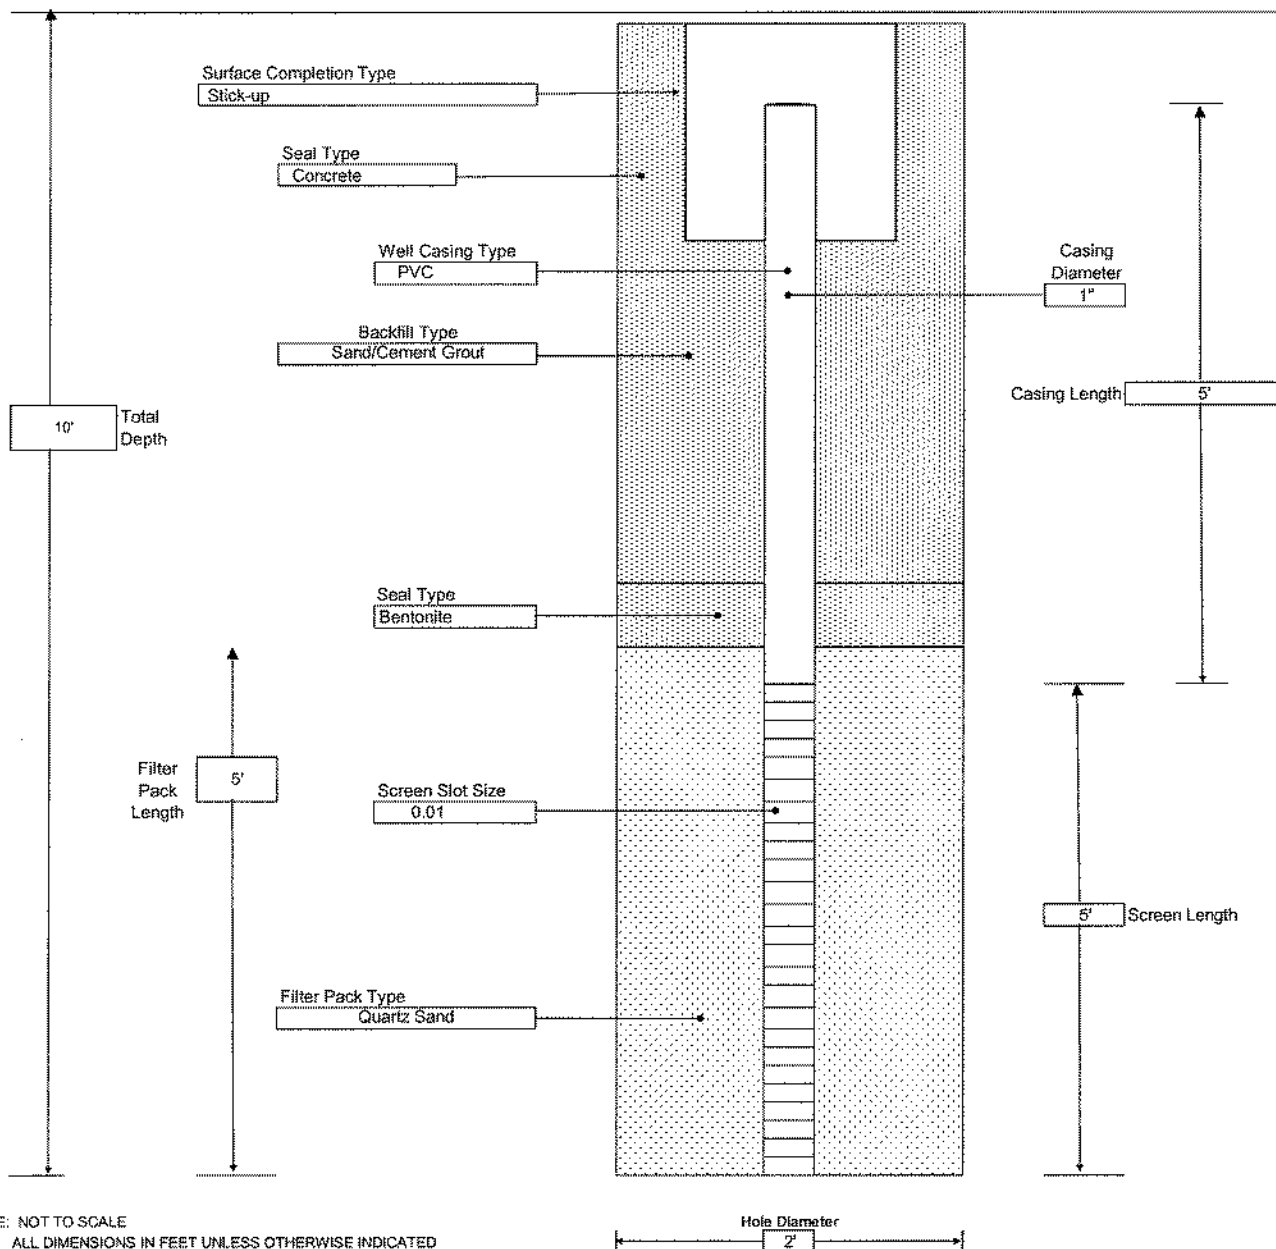 Surface Completion Type
Stick-up
Seal Type
Concrete
Well Casing Type
PVC
Casing
Diameter
1"
Backfill Type
Sand/Cement Grout
Casing Length 5'
10' Total
Depth
Seal Type
Bentonite
Filter
Pack
Length
5'
Screen Slot Size
0.01
5' Screen Length
Filter Pack Type
Quartz Sand
E: NOT TO SCALE
ALL DIMENSIONS IN FEET UNLESS OTHERWISE INDICATED
Hole Diameter
2'